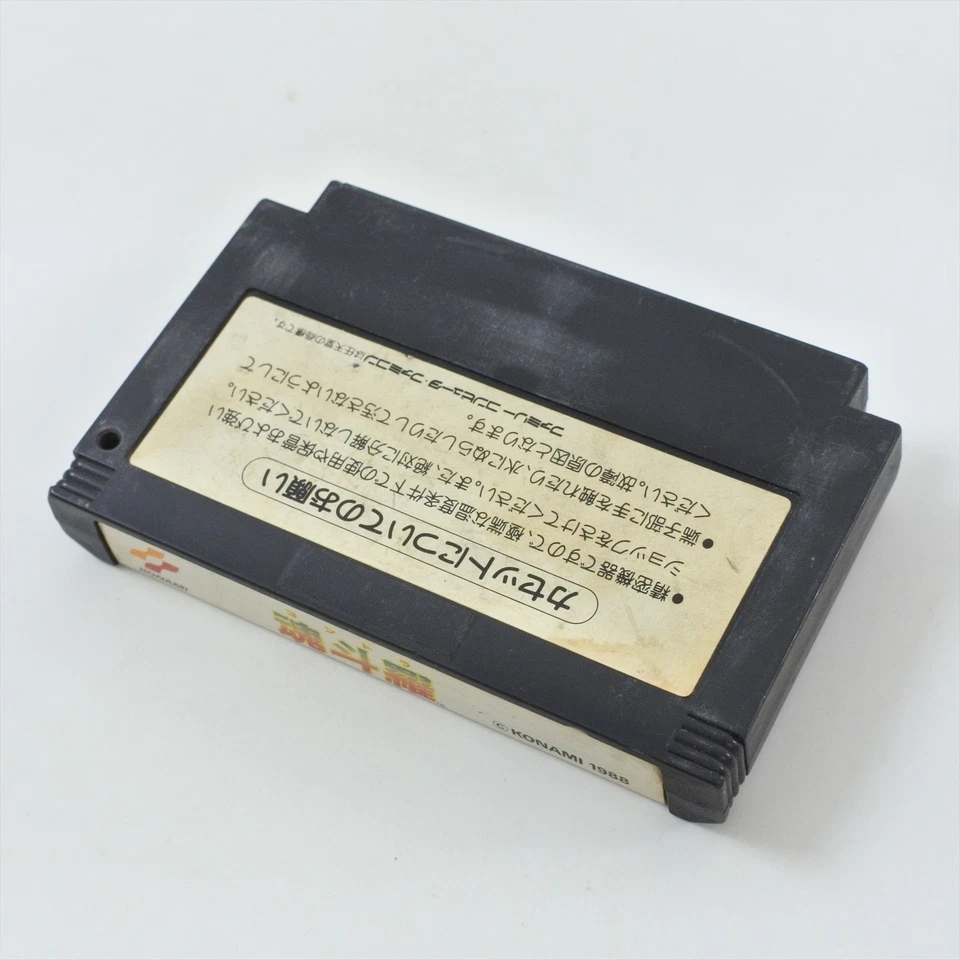 カセットについてのお願い
●精密機器ですので、極端な温度条件下での使用や保管および強い
ショックをさけてください。また、絶対に分解しないでください。
●端子部に手を触れたり、水にぬらしたりして汚さないようにして
ください。故障の原因となります。
ファミリー コンピュータ・ファミコンは任天堂の商標です。
KONAMI
魂斗羅
© KONAMI 1988